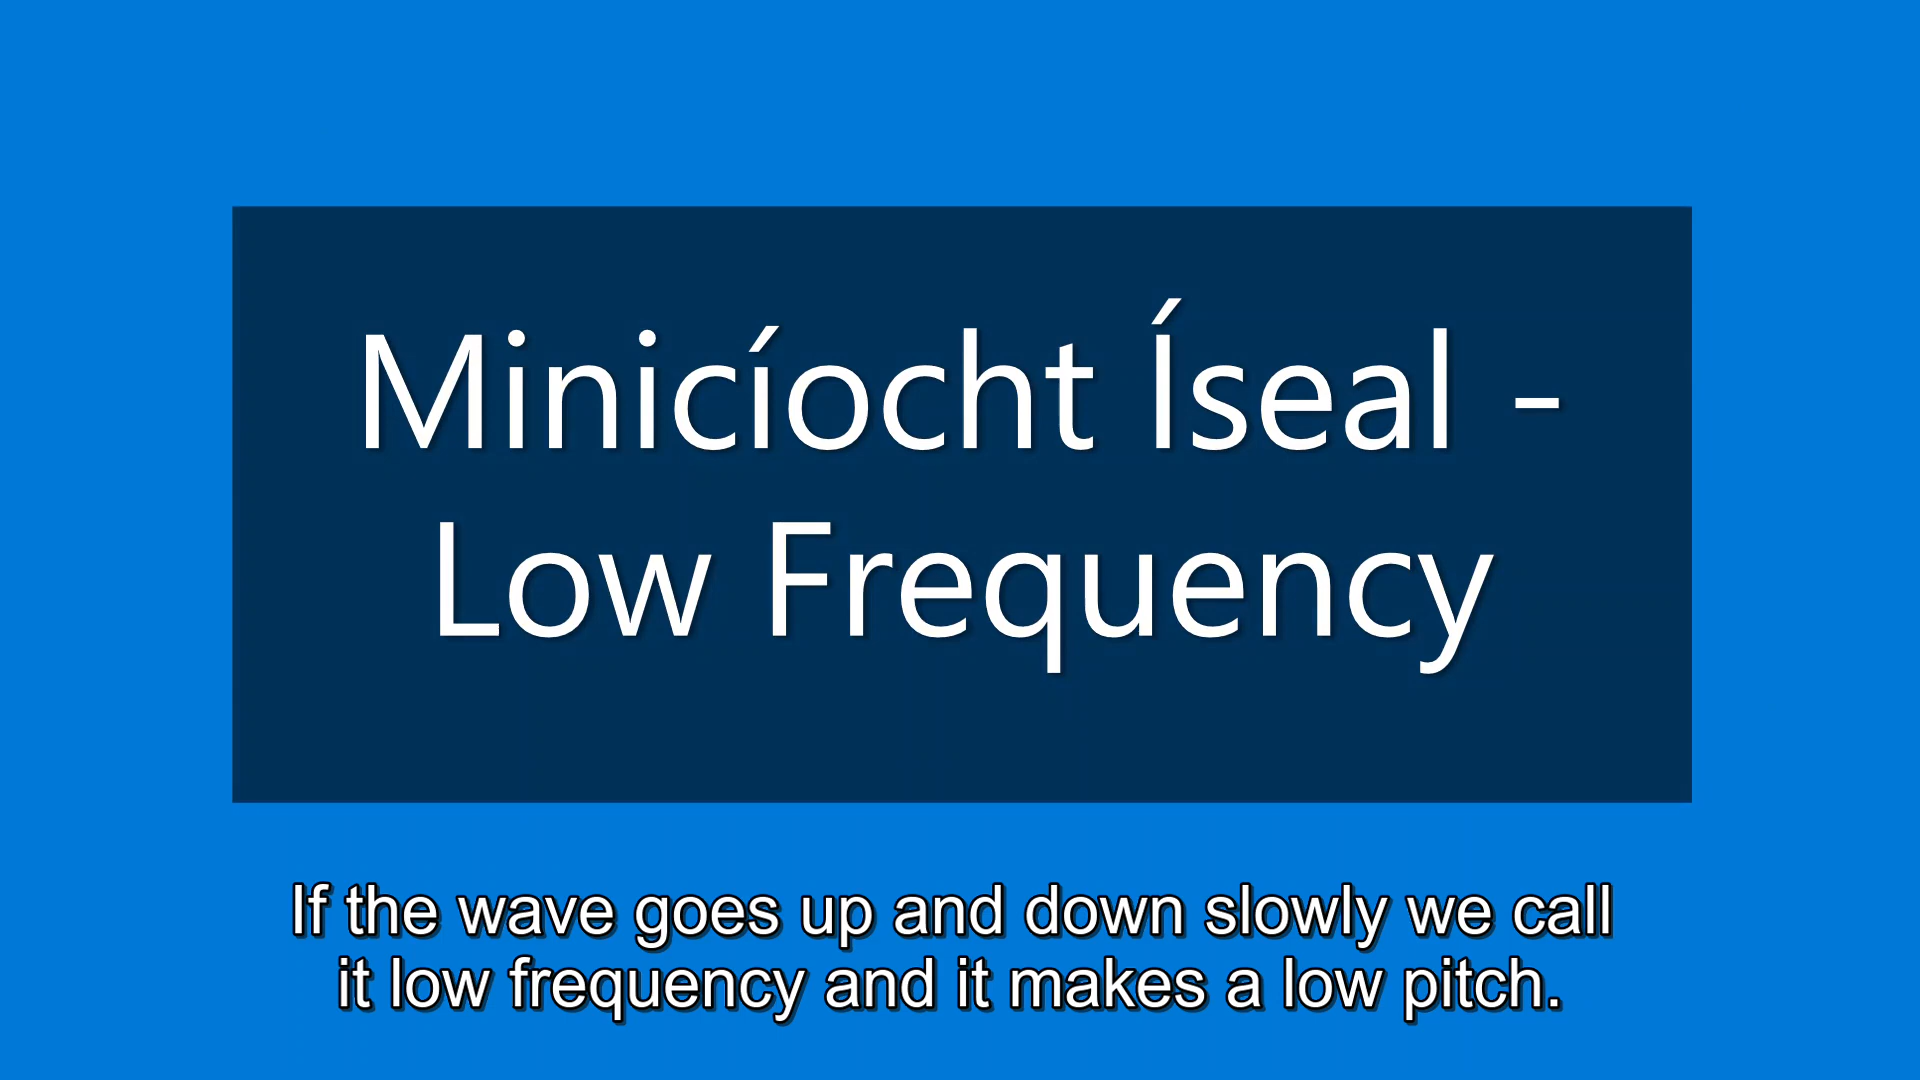 Minicíocht Íseal -
Low Frequency
If the wave goes up and down slowly we call
it low frequency and it makes a low pitch.